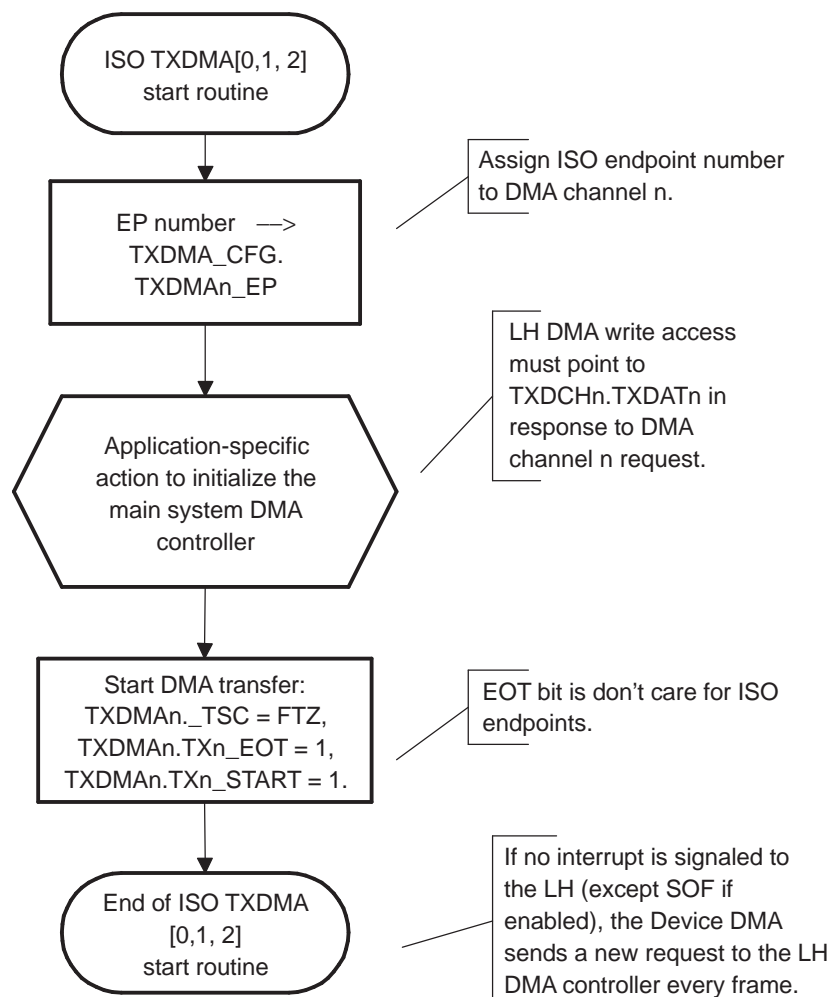 ISO TXDMA[0,1, 2]
start routine
Assign ISO endpoint number
to DMA channel n.
EP number —>
TXDMA_CFG.
TXDMAn_EP
LH DMA write access
must point to
TXDCHn.TXDATn in
response to DMA
channel n request.
Application-specific
action to initialize the
main system DMA
controller
Start DMA transfer:
TXDMAn._TSC = FTZ,
TXDMAn.TXn_EOT = 1,
TXDMAn.TXn_START = 1.
EOT bit is don’t care for ISO
endpoints.
End of ISO TXDMA
[0,1, 2]
start routine
If no interrupt is signaled to
the LH (except SOF if
enabled), the Device DMA
sends a new request to the LH
DMA controller every frame.